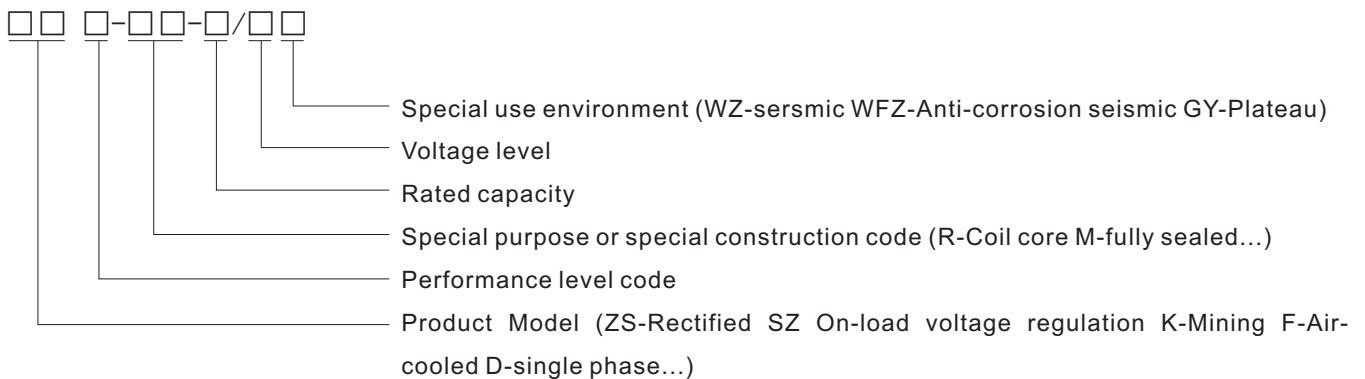 □□ □-□□-□/□□
Special use environment (WZ-sersmic WFZ-Anti-corrosion seismic GY-Plateau)
Voltage level
Rated capacity
Special purpose or special construction code (R-Coil core M-fully sealed...)
Performance level code
Product Model (ZS-Rectified SZ On-load voltage regulation K-Mining F-Air-
cooled D-single phase...)